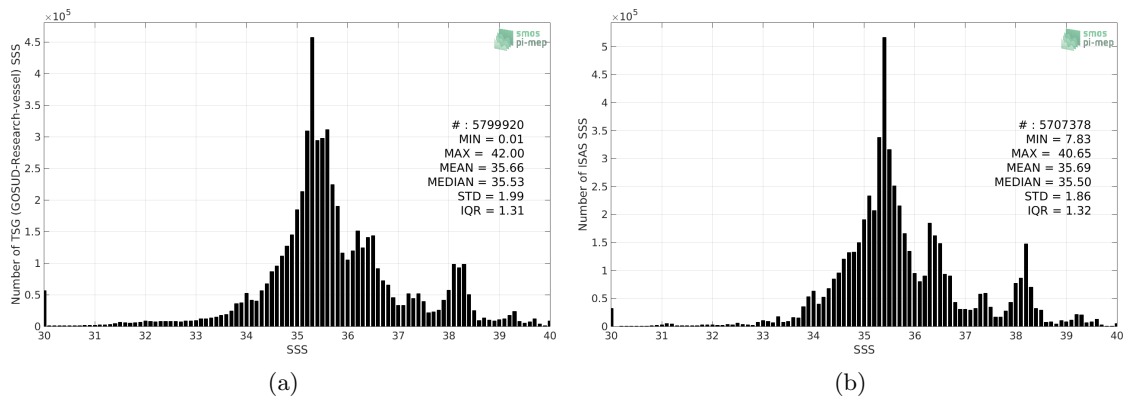 ×10⁵
4.5
4
3.5
3
2.5
2
1.5
1
0.5
0
Number of TSG (GOSUD-Research-vessel) SSS
smos
pi-mep
# : 5799920
MIN = 0.01
MAX = 42.00
MEAN = 35.66
MEDIAN = 35.53
STD = 1.99
IQR = 1.31
30 31 32 33 34 35 36 37 38 39 40
SSS
(a)
×10⁵
5
4.5
4
3.5
3
2.5
2
1.5
1
0.5
0
Number of ISAS SSS
smos
pi-mep
# : 5707378
MIN = 7.83
MAX = 40.65
MEAN = 35.69
MEDIAN = 35.50
STD = 1.86
IQR = 1.32
30 31 32 33 34 35 36 37 38 39 40
SSS
(b)